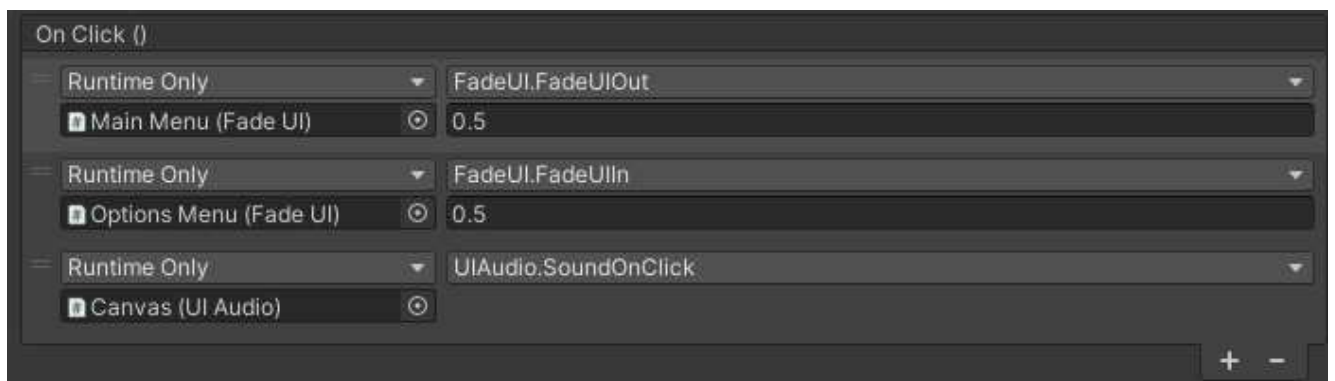 On Click ()
Runtime Only FadeUI.FadeUIOut
Main Menu (Fade UI) 0.5
Runtime Only FadeUI.FadeUIIn
Options Menu (Fade UI) 0.5
Runtime Only UIAudio.SoundOnClick
Canvas (UI Audio)
+ −